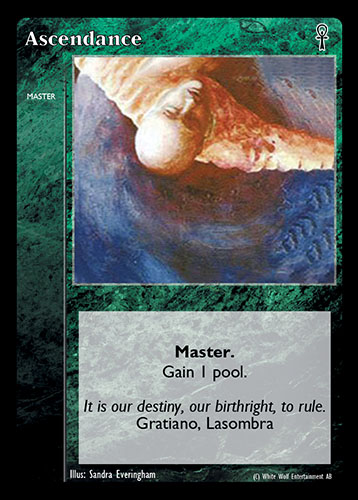 Ascendance
MASTER
Master.
Gain 1 pool.
It is our destiny, our birthright, to rule.
Gratiano, Lasombra
Illus: Sandra Everingham
(C) White Wolf Entertainment AB